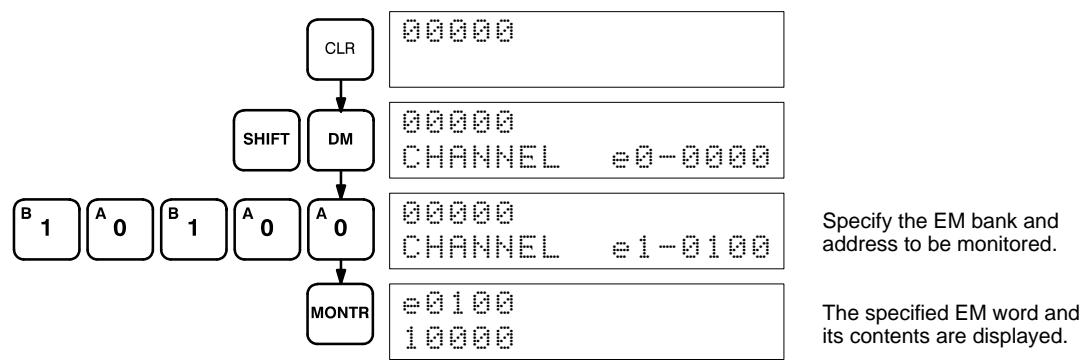 CLR
00000
SHIFT DM
00000
CHANNEL e0-0000
B 1 A 0 B 1 A 0 A 0
00000
CHANNEL e1-0100
Specify the EM bank and
address to be monitored.
MONTR
e0100
10000
The specified EM word and
its contents are displayed.